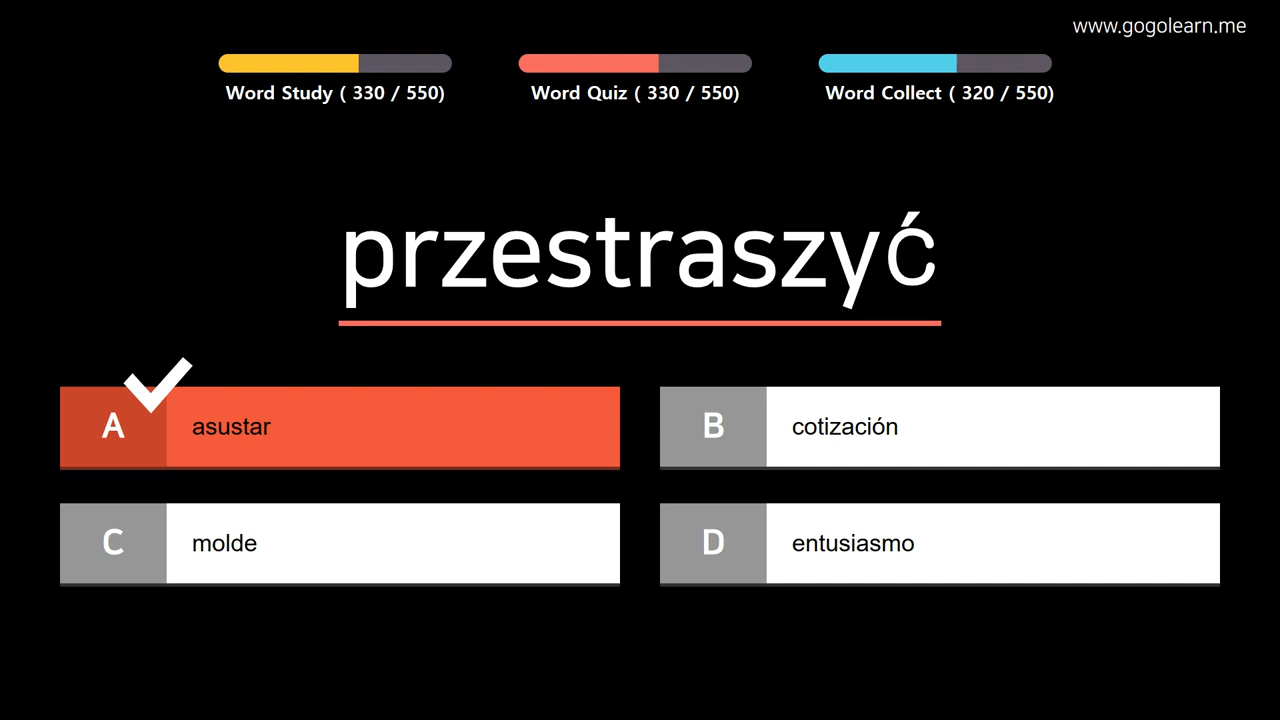 www.gogolearn.me
Word Study ( 330 / 550)
Word Quiz ( 330 / 550)
Word Collect ( 320 / 550)
przestraszyć
A asustar
B cotización
C molde
D entusiasmo